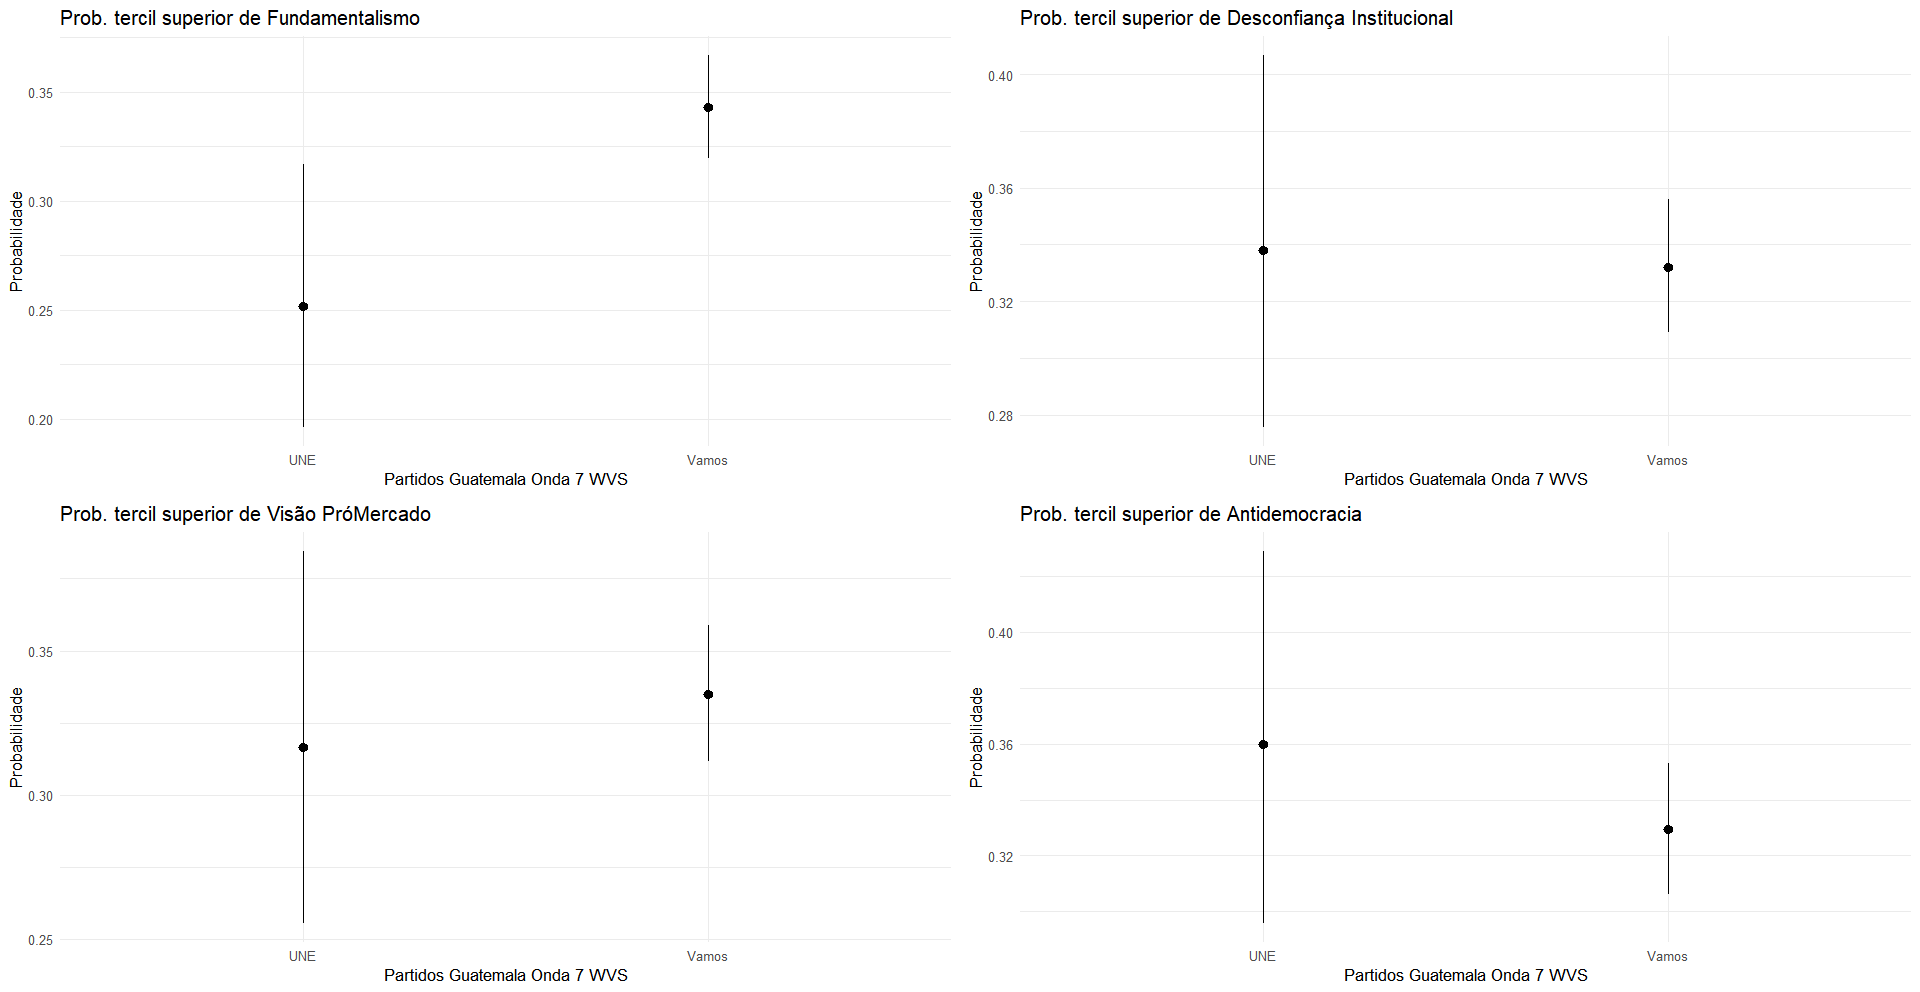 Prob. tercil superior de Fundamentalismo
Probabilidade
0.35
0.30
0.25
0.20
UNE
Vamos
Partidos Guatemala Onda 7 WVS
Prob. tercil superior de Desconfiança Institucional
Probabilidade
0.40
0.36
0.32
0.28
UNE
Vamos
Partidos Guatemala Onda 7 WVS
Prob. tercil superior de Visão PróMercado
Probabilidade
0.35
0.30
0.25
UNE
Vamos
Partidos Guatemala Onda 7 WVS
Prob. tercil superior de Antidemocracia
Probabilidade
0.40
0.36
0.32
UNE
Vamos
Partidos Guatemala Onda 7 WVS